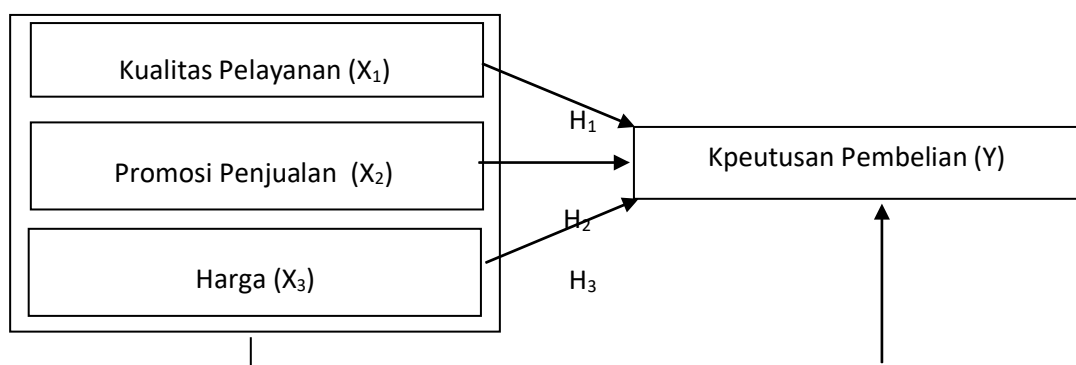 Kualitas Pelayanan (X₁)
H₁
Promosi Penjualan (X₂)
Kpeutusan Pembelian (Y)
H₂
Harga (X₃)
H₃